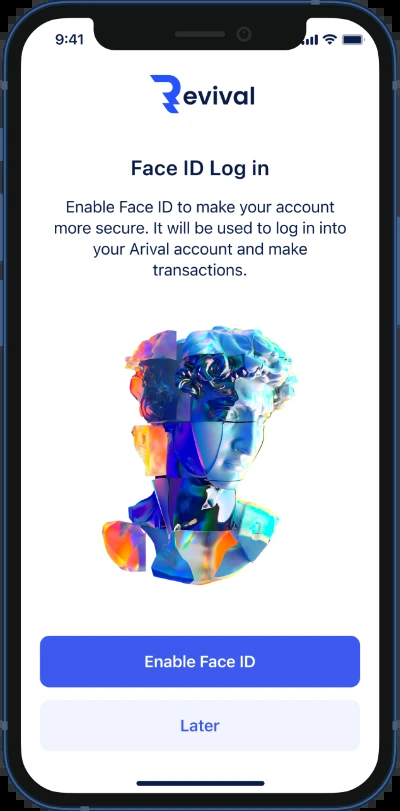 9:41
Revival
Face ID Log in
Enable Face ID to make your account
more secure. It will be used to log in into
your Arival account and make
transactions.
Enable Face ID
Later